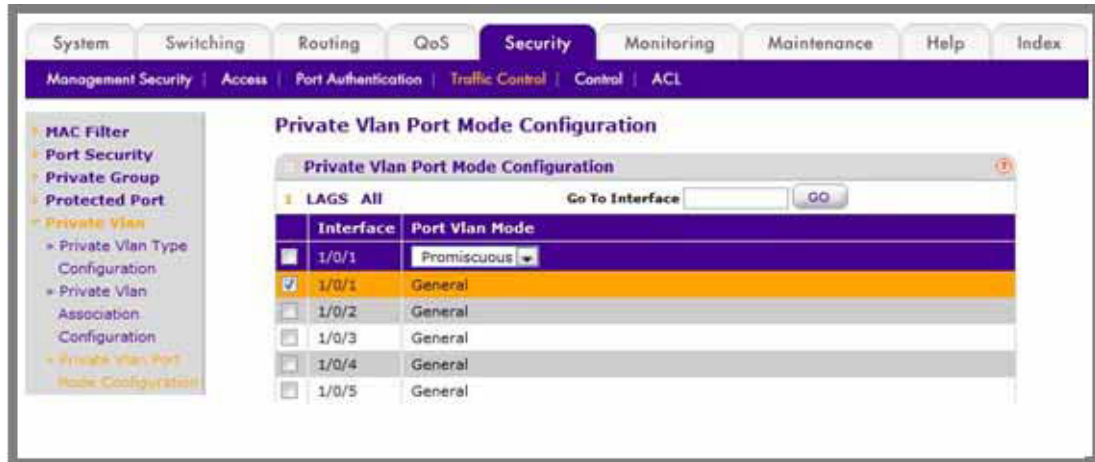 System Switching Routing QoS Security Monitoring Maintenance Help Index
Management Security | Access | Port Authentication | Traffic Control | Control | ACL
MAC Filter
Port Security
Private Group
Protected Port
Private Vlan
Private Vlan Type
Configuration
Private Vlan
Association
Configuration
Private Vlan Port
Mode Configuration
Private Vlan Port Mode Configuration
Private Vlan Port Mode Configuration
1 LAGS All Go To Interface GO
Interface Port Vlan Mode
1/0/1 Promiscuous
1/0/1 General
1/0/2 General
1/0/3 General
1/0/4 General
1/0/5 General